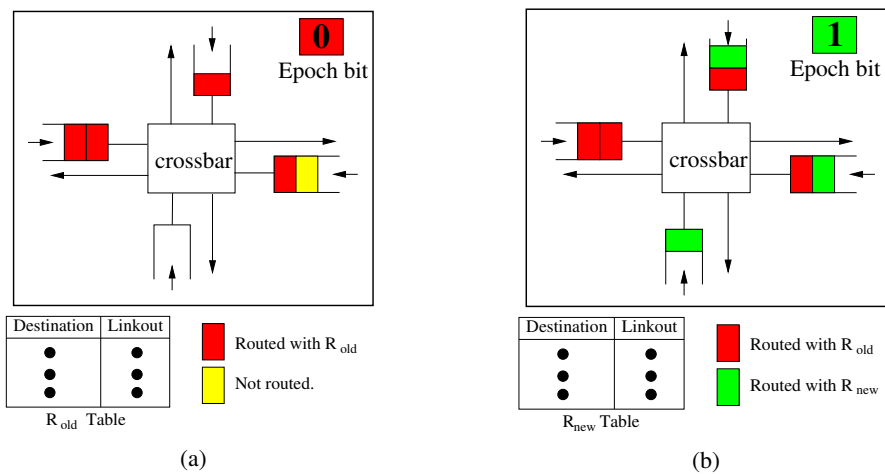 0
Epoch bit
crossbar
Destination Linkout
R old Table
Routed with R old
Not routed.
(a)
1
Epoch bit
crossbar
Destination Linkout
R new Table
Routed with R old
Routed with R new
(b)